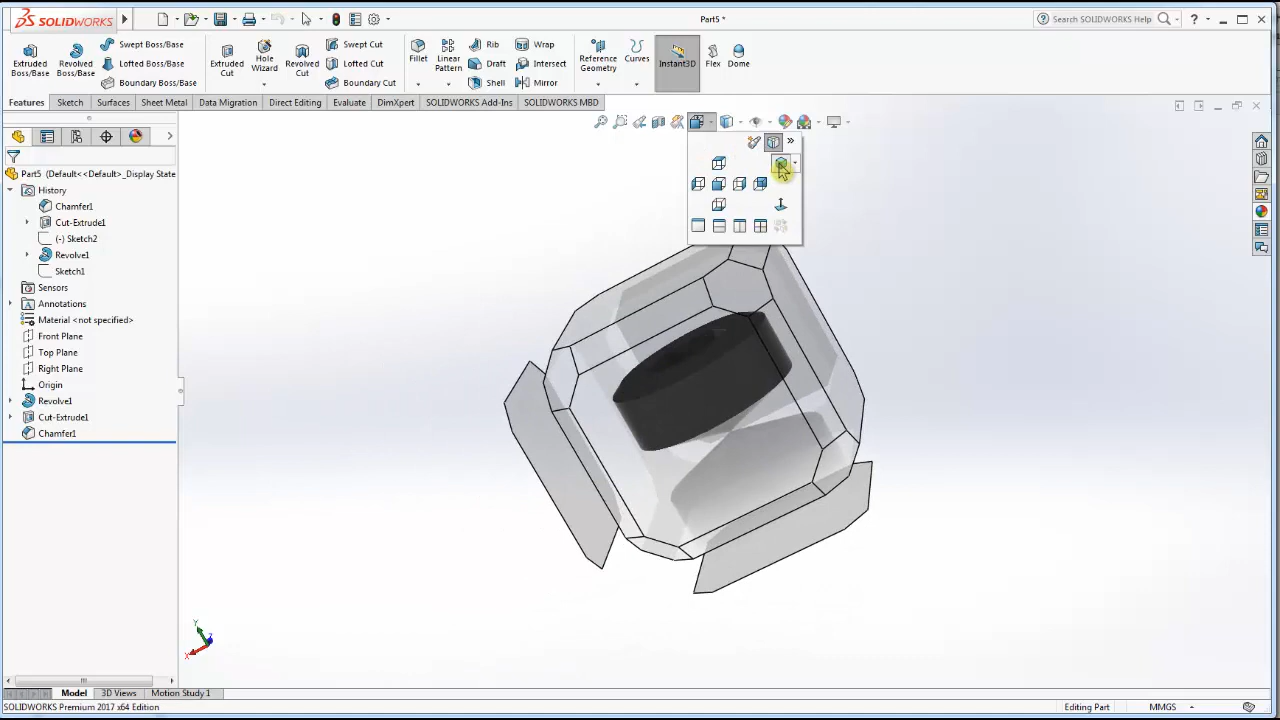 SOLIDWORKS
Part5 *
Search SOLIDWORKS Help
Extruded Boss/Base
Revolved Boss/Base
Swept Boss/Base
Lofted Boss/Base
Boundary Boss/Base
Extruded Cut
Hole Wizard
Revolved Cut
Swept Cut
Lofted Cut
Boundary Cut
Fillet
Linear Pattern
Rib
Draft
Shell
Wrap
Intersect
Mirror
Reference Geometry
Curves
Instant3D
Flex
Dome
Features
Sketch
Surfaces
Sheet Metal
Data Migration
Direct Editing
Evaluate
DimXpert
SOLIDWORKS Add-Ins
SOLIDWORKS MBD
Part5 (Default<<Default>_Display State
History
Chamfer1
Cut-Extrude1
(-) Sketch2
Revolve1
Sketch1
Sensors
Annotations
Material <not specified>
Front Plane
Top Plane
Right Plane
Origin
Revolve1
Cut-Extrude1
Chamfer1
Y
Z
X
Model
3D Views
Motion Study 1
SOLIDWORKS Premium 2017 x64 Edition
Editing Part
MMGS